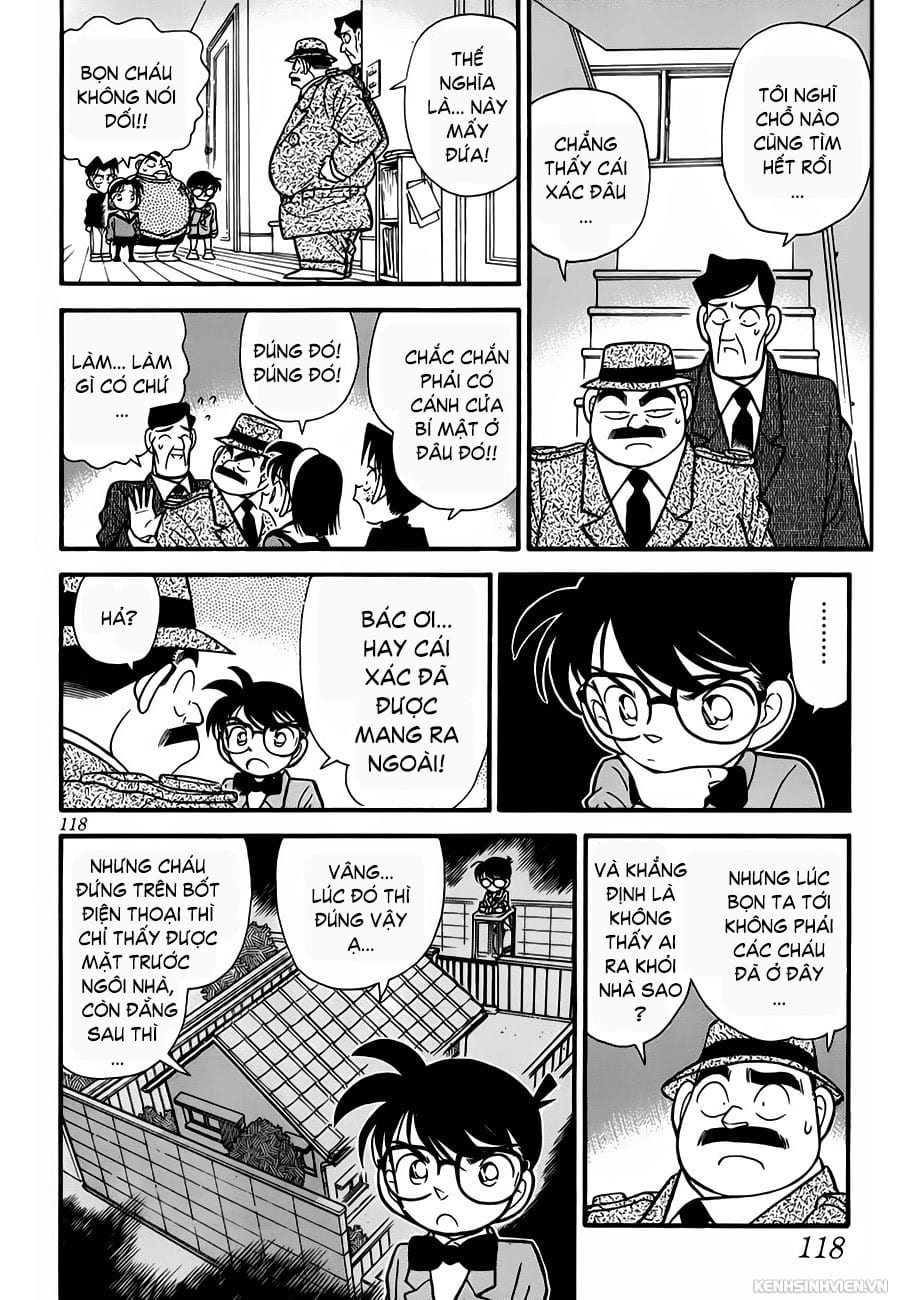 TÔI NGHĨ
CHỖ NÀO
CŨNG TÌM
HẾT RỒI
...
CHẲNG
THẤY CÁI
XÁC ĐÂU
...
THẾ
NGHĨA
LÀ... NÀY
MẤY
ĐỨA!
BỌN CHÁU
KHÔNG NÓI
DỐI!!
CHẮC CHẮN
PHẢI CÓ
CÁNH CỬA
BÍ MẬT Ở
ĐÂU ĐÓ!!
ĐÚNG ĐÓ!
ĐÚNG ĐÓ!
LÀM... LÀM
GÌ CÓ CHỨ
...
.........
BÁC ƠI...
HAY CÁI
XÁC ĐÃ
ĐƯỢC
MANG RA
NGOÀI!
HẢ?
118
NHƯNG LÚC
BỌN TA TỚI
KHÔNG PHẢI
CÁC CHÁU
ĐÃ Ở ĐÂY
...
VÀ KHẲNG
ĐỊNH LÀ
KHÔNG
THẤY AI
RA KHỎI
NHÀ SAO
?
VÂNG...
LÚC ĐÓ THÌ
ĐÚNG VẬY
Ạ...
NHƯNG CHÁU
ĐỨNG TRÊN BỐT
ĐIỆN THOẠI THÌ
CHỈ THẤY ĐƯỢC
MẶT TRƯỚC
NGÔI NHÀ,
CÒN ĐẰNG
SAU THÌ
...
118
KENHSINHVIEN.VN